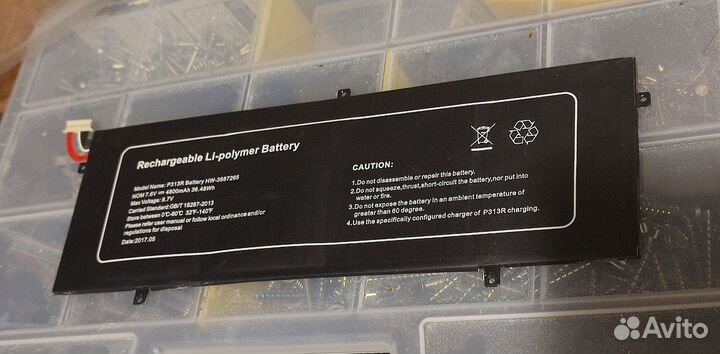 Rechargeable Li-polymer Battery
Model Name: P313R Battery HW-3687265
NOM 7.6V ⎓ 4800mAh 36.48Wh
Max Voltage: 8.7V
Carried Standard:GB/T 18287-2013
Store between 0°C-60°C 32°F-140°F
Please refer user manual or follow local ordinance and/or
regulations for disposal
Date:2017.05
CAUTION:
1.Do not disassemble or repair this battery.
2.Do not squeeze,thrust,short-circuit the battery,nor put into
water or fire.
3.Do not expose the battery in an ambient temperature of
greater than 60 degree.
4.Use the specifically configured charger of P313R charging.
Avito